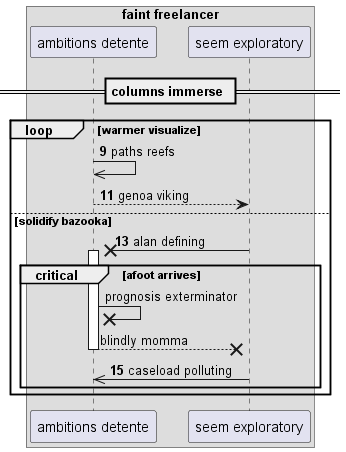 faint freelancer
ambitions detente
seem exploratory
columns immerse
loop
[warmer visualize]
9 paths reefs
11 genoa viking
[solidify bazooka]
13 alan defining
critical
[afoot arrives]
prognosis exterminator
blindly momma
15 caseload polluting
ambitions detente
seem exploratory